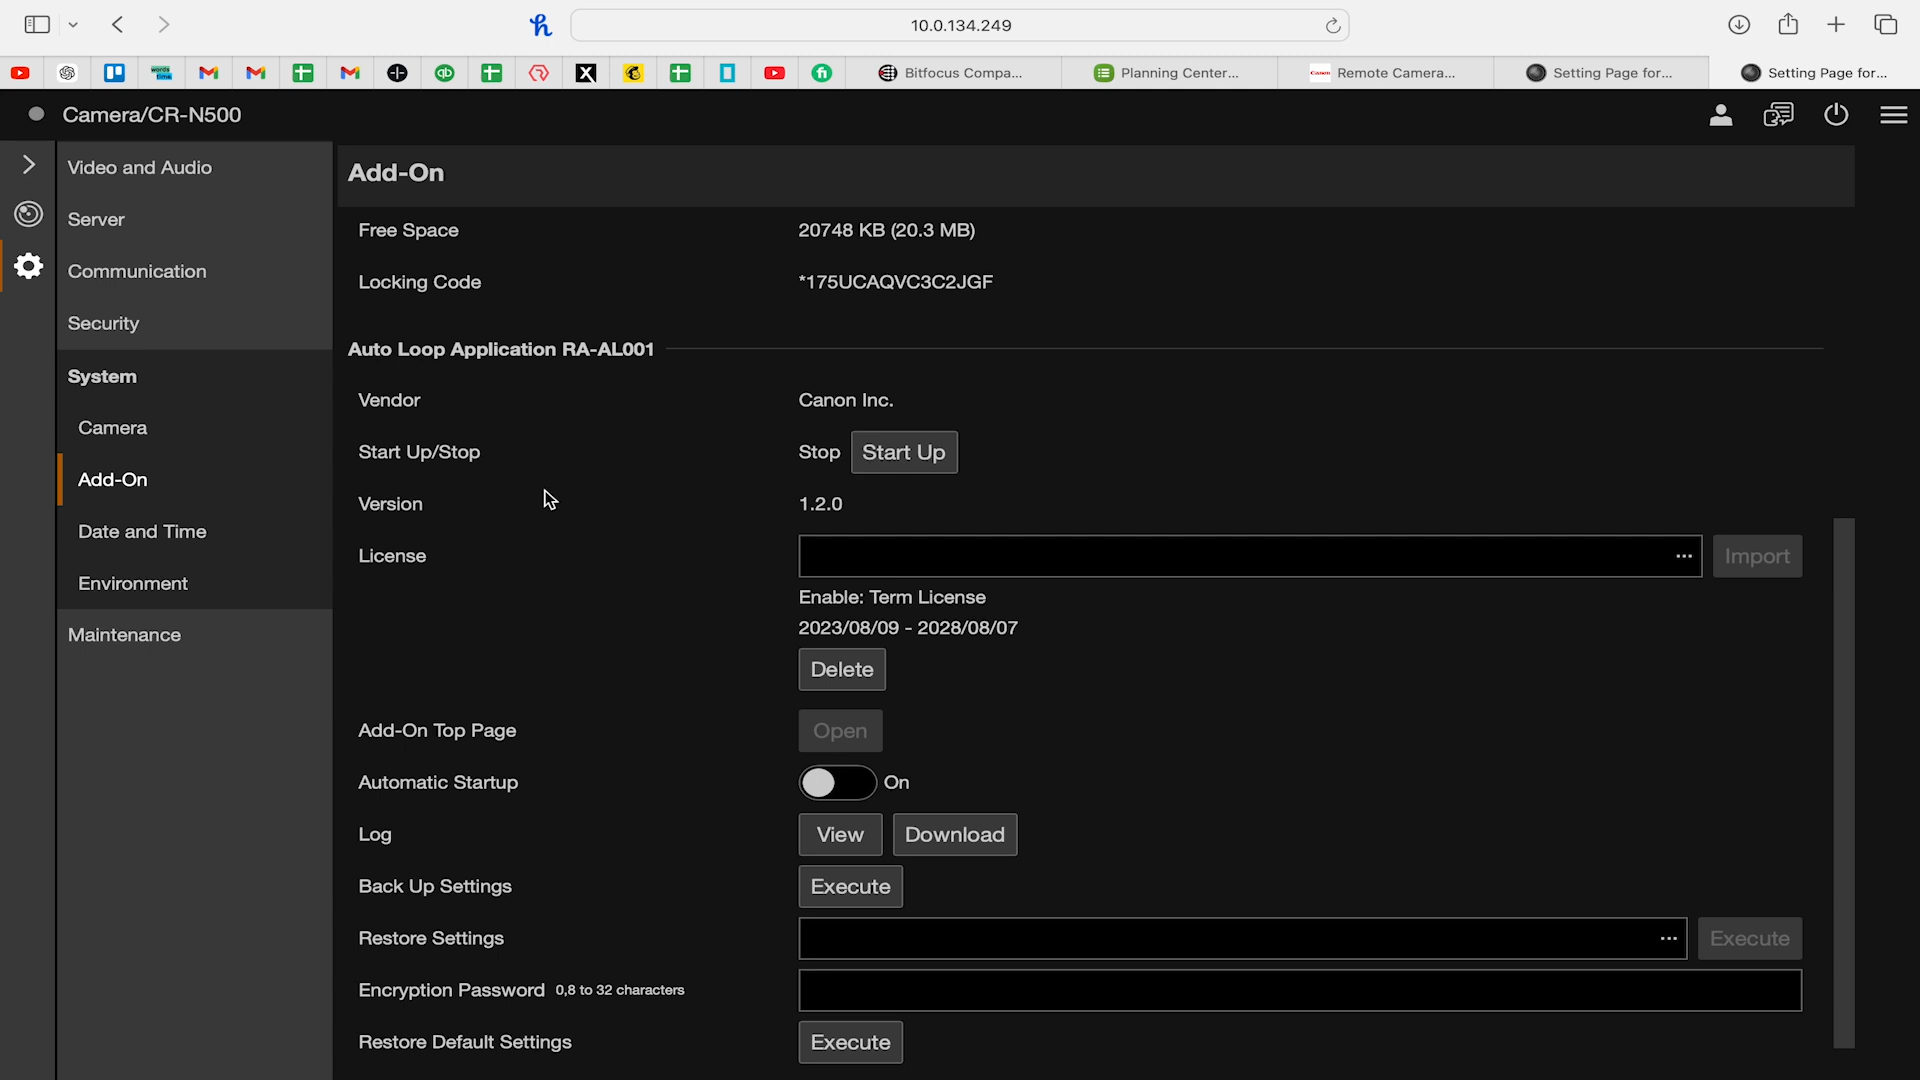 10.0.134.249
Bitfocus Compa...
Planning Center...
Canon
Remote Camera...
Setting Page for...
Setting Page for...
Camera/CR-N500
Video and Audio
Server
Communication
Security
System
Camera
Add-On
Date and Time
Environment
Maintenance
Add-On
Free Space 20748 KB (20.3 MB)
Locking Code *175UCAQVC3C2JGF
Auto Loop Application RA-AL001
Vendor Canon Inc.
Start Up/Stop Stop Start Up
Version 1.2.0
License ... Import
Enable: Term License
2023/08/09 - 2028/08/07
Delete
Add-On Top Page Open
Automatic Startup On
Log View Download
Back Up Settings Execute
Restore Settings ... Execute
Encryption Password 0,8 to 32 characters
Restore Default Settings Execute